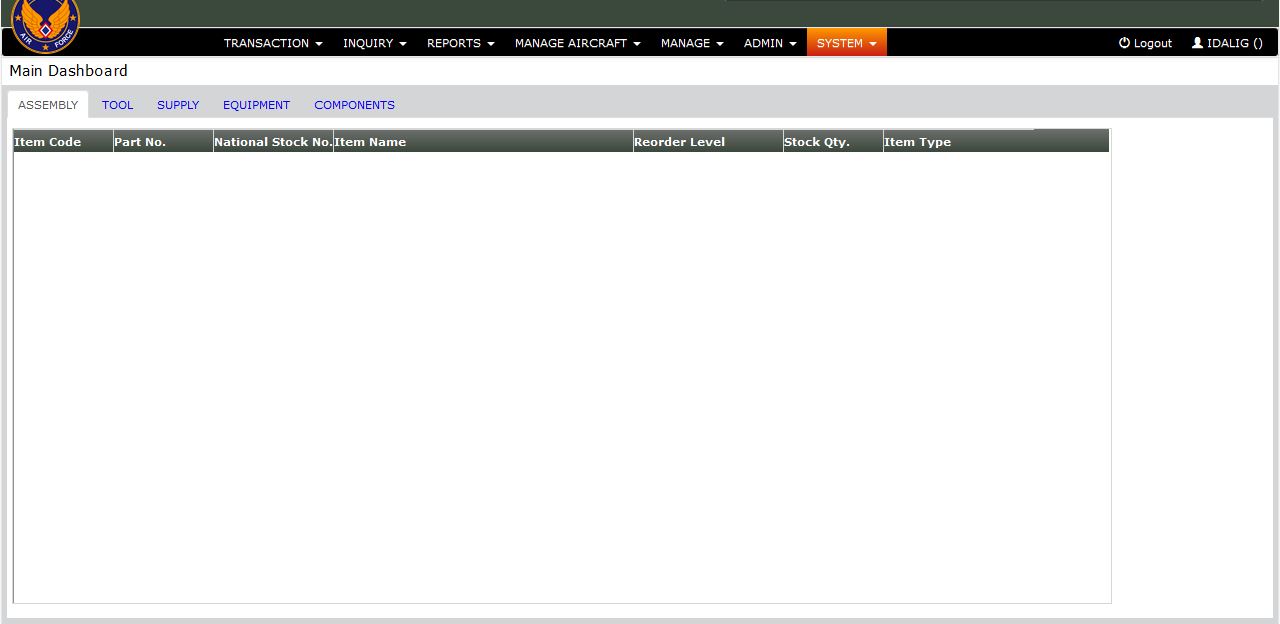 AIR FORCE
TRANSACTION INQUIRY REPORTS MANAGE AIRCRAFT MANAGE ADMIN SYSTEM Logout IDALIG ()
Main Dashboard
ASSEMBLY TOOL SUPPLY EQUIPMENT COMPONENTS
Item Code Part No. National Stock No. Item Name Reorder Level Stock Qty. Item Type